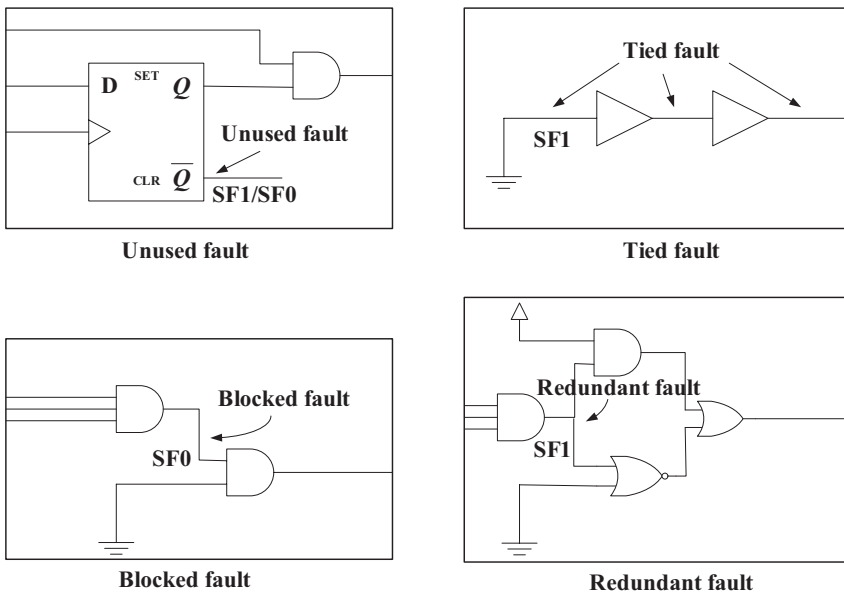 D
SET
Q
Unused fault
CLR
Q
SF1/SF0
Unused fault
Tied fault
SF1
Tied fault
Blocked fault
SF0
Blocked fault
Redundant fault
SF1
Redundant fault